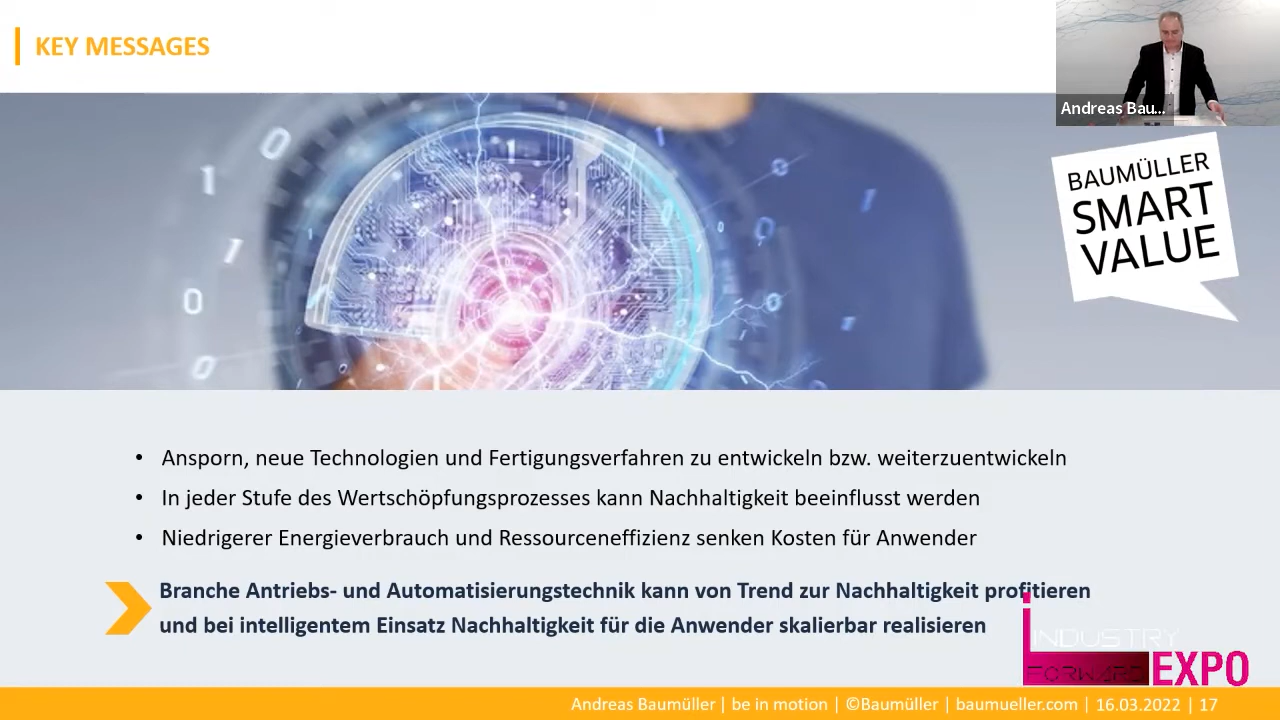 KEY MESSAGES
Andreas Bau...
BAUMÜLLER
SMART
VALUE
• Ansporn, neue Technologien und Fertigungsverfahren zu entwickeln bzw. weiterzuentwickeln
• In jeder Stufe des Wertschöpfungsprozesses kann Nachhaltigkeit beeinflusst werden
• Niedrigerer Energieverbrauch und Ressourceneffizienz senken Kosten für Anwender
Branche Antriebs- und Automatisierungstechnik kann von Trend zur Nachhaltigkeit profitieren
und bei intelligentem Einsatz Nachhaltigkeit für die Anwender skalierbar realisieren
INDUSTRY
FORWARD EXPO
Andreas Baumüller | be in motion | ©Baumüller | baumueller.com | 16.03.2022 | 17